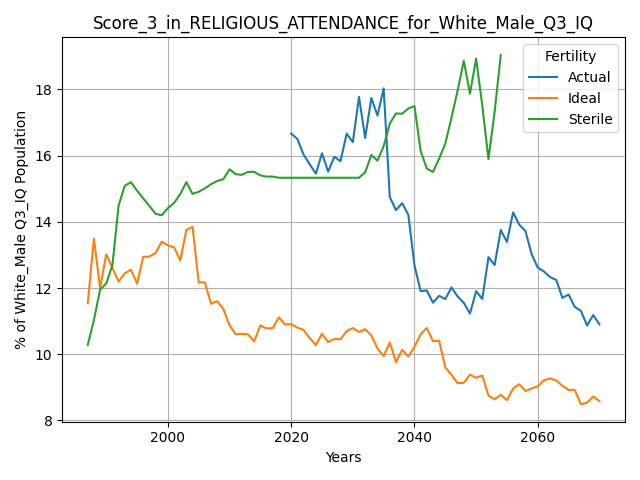 Score_3_in_RELIGIOUS_ATTENDANCE_for_White_Male_Q3_IQ
% of White_Male Q3_IQ Population
18
16
14
12
10
8
Fertility
Actual
Ideal
Sterile
2000
2020
2040
2060
Years